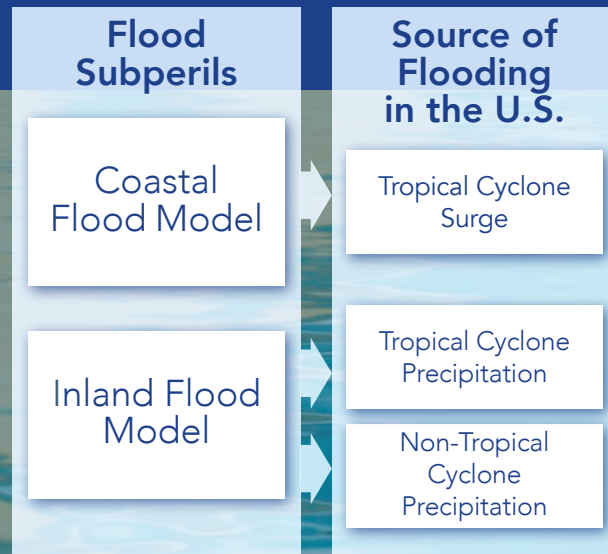 Flood
Subperils
Source of
Flooding
in the U.S.
Coastal
Flood Model
Tropical Cyclone
Surge
Inland Flood
Model
Tropical Cyclone
Precipitation
Non-Tropical
Cyclone
Precipitation